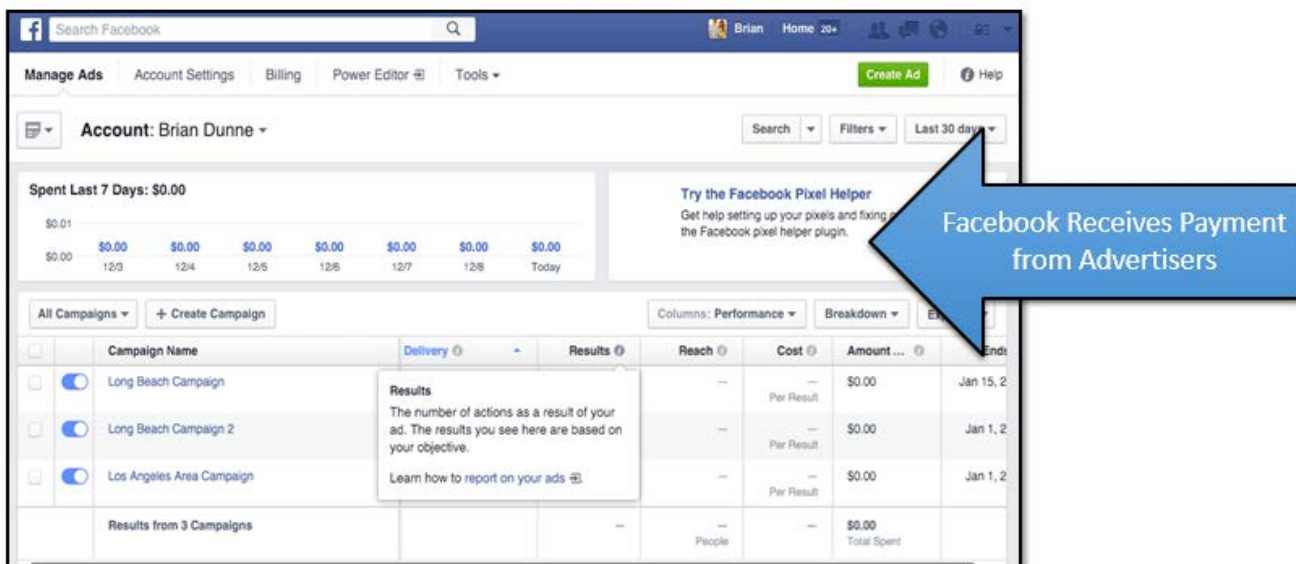 f Search Facebook Brian Home 20+
Manage Ads Account Settings Billing Power Editor Tools Create Ad Help
Account: Brian Dunne Search Filters Last 30 days
Spent Last 7 Days: $0.00
$0.01
$0.00 $0.00 $0.00 $0.00 $0.00 $0.00 $0.00 $0.00
12/3 12/4 12/5 12/6 12/7 12/8 Today
Try the Facebook Pixel Helper
Get help setting up your pixels and fixing
the Facebook pixel helper plugin.
Facebook Receives Payment
from Advertisers
All Campaigns + Create Campaign Columns: Performance Breakdown
Campaign Name Delivery Results Reach Cost Amount ... Ends
Long Beach Campaign — — $0.00 Jan 15, 2
Per Result
Long Beach Campaign 2 — — $0.00 Jan 1, 2
Per Result
Los Angeles Area Campaign — — $0.00 Jan 1, 2
Per Result
Results
The number of actions as a result of your
ad. The results you see here are based on
your objective.
Learn how to report on your ads
Results from 3 Campaigns — — — $0.00
People Total Spent